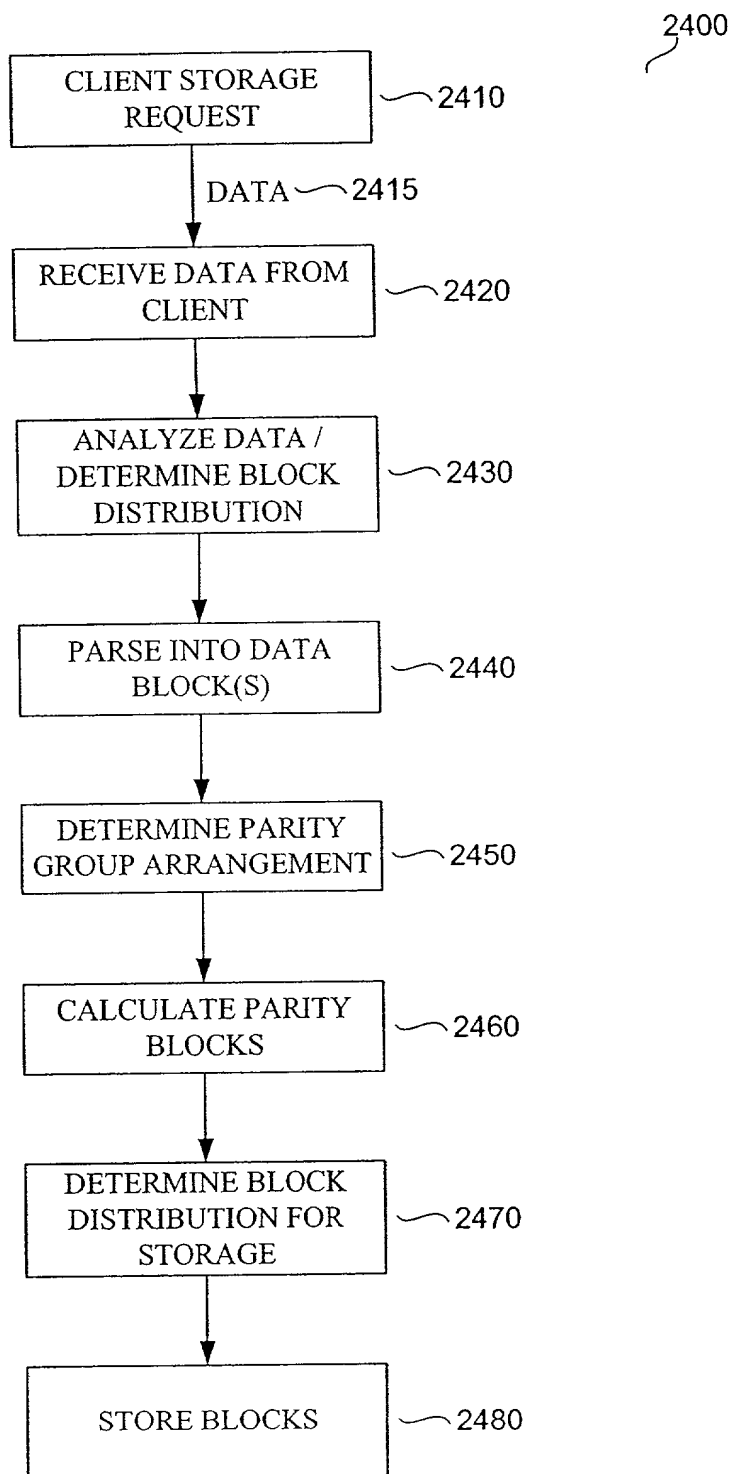 2400
CLIENT STORAGE
REQUEST
2410
DATA
2415
RECEIVE DATA FROM
CLIENT
2420
ANALYZE DATA /
DETERMINE BLOCK
DISTRIBUTION
2430
PARSE INTO DATA
BLOCK(S)
2440
DETERMINE PARITY
GROUP ARRANGEMENT
2450
CALCULATE PARITY
BLOCKS
2460
DETERMINE BLOCK
DISTRIBUTION FOR
STORAGE
2470
STORE BLOCKS
2480